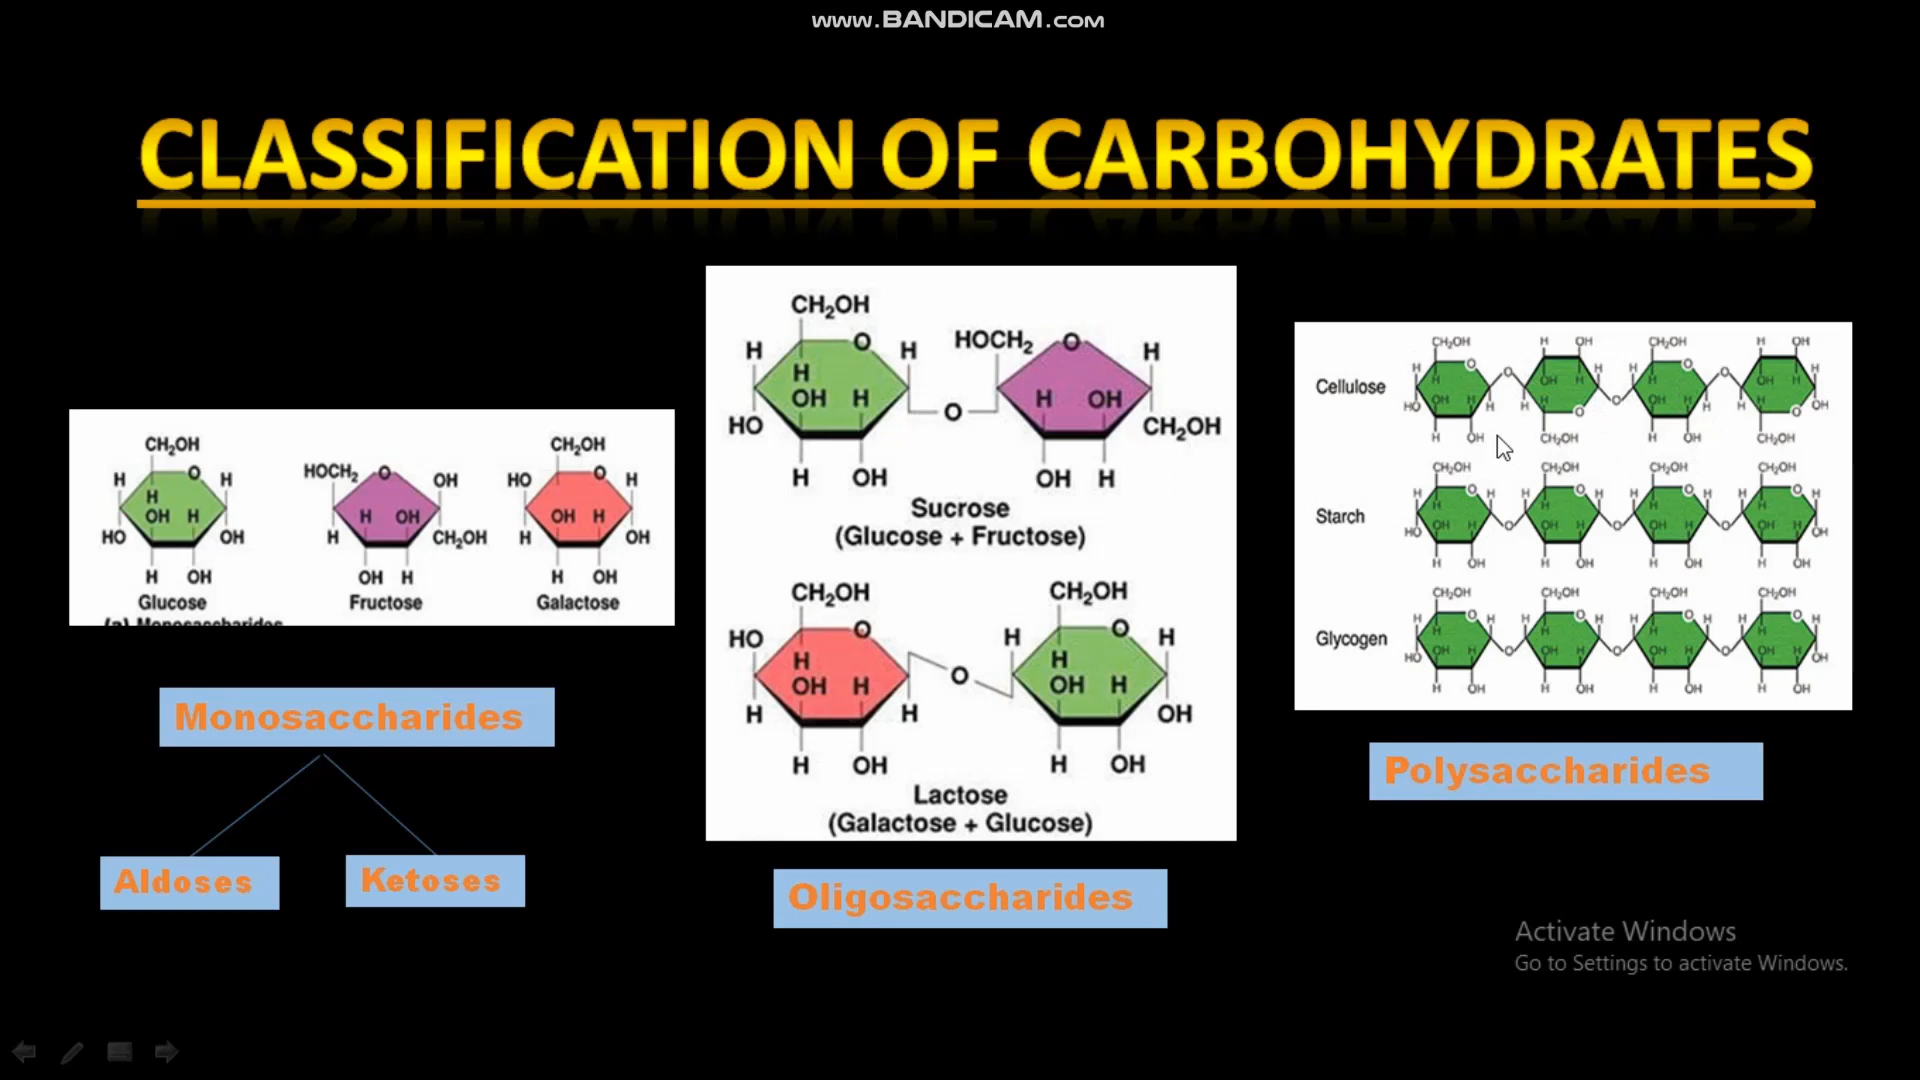 www.BANDICAM.com
CLASSIFICATION OF CARBOHYDRATES
CH₂OH
H O H
H
OH H
HO OH
H OH
Glucose
(a) Monosaccharides
HOCH₂ O OH
H OH
H CH₂OH
OH H
Fructose
CH₂OH
HO O H
OH H
H OH
H OH
Galactose
Monosaccharides
Aldoses
Ketoses
CH₂OH
H O H HOCH₂ O H
H
OH H H OH
HO O CH₂OH
H OH OH H
Sucrose
(Glucose + Fructose)
CH₂OH CH₂OH
HO O H O H
H H
OH H O OH H
H H OH
H OH H OH
Lactose
(Galactose + Glucose)
Oligosaccharides
Cellulose
Starch
Glycogen
Polysaccharides
Activate Windows
Go to Settings to activate Windows.